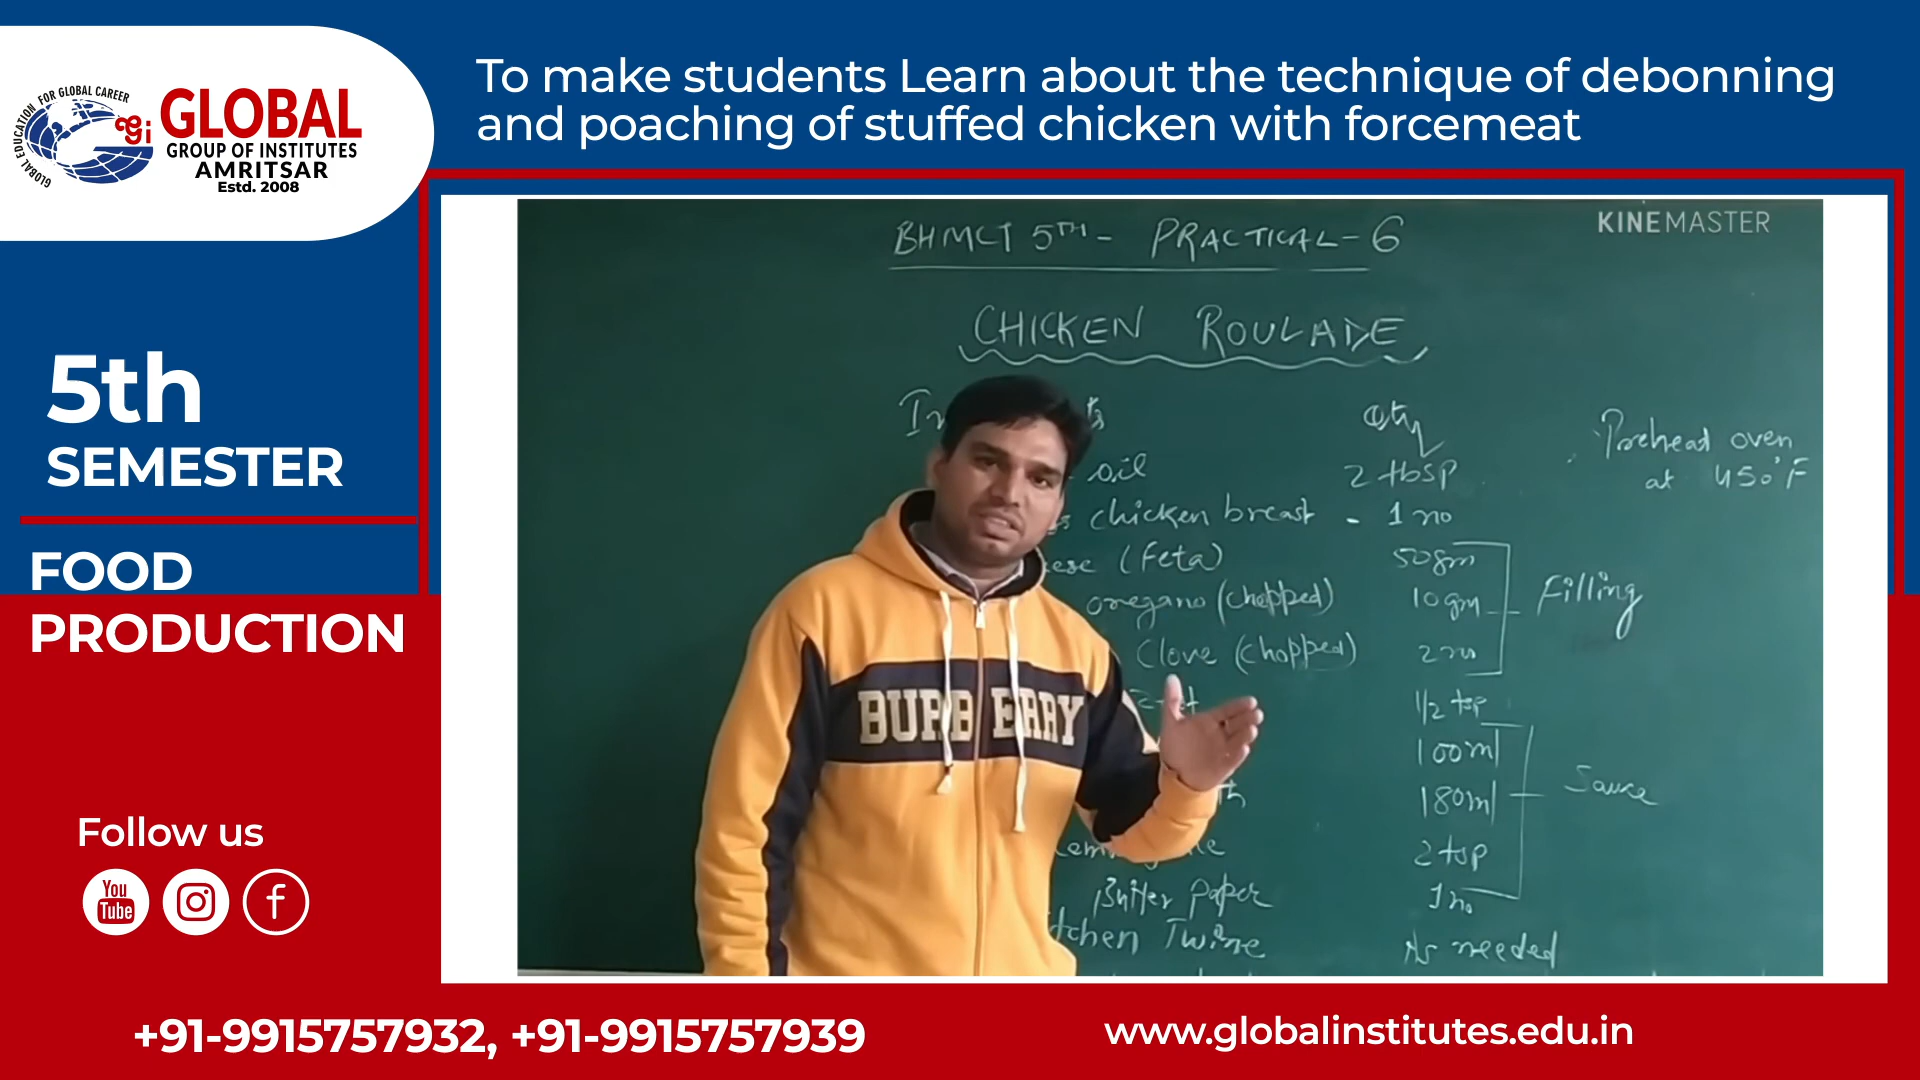 To make students Learn about the technique of debonning
and poaching of stuffed chicken with forcemeat
GLOBAL EDUCATION FOR GLOBAL CAREER
ggi
GLOBAL
GROUP OF INSTITUTES
AMRITSAR
Estd. 2008
5th
SEMESTER
FOOD
PRODUCTION
Follow us
You
Tube
KINEMASTER
BHMCT 5TH - PRACTICAL - 6
CHICKEN ROULADE
Qty
oil 2 tbsp
Preheat oven
at 450°F
chicken breast - 1 no
(Feta) 50gm
oregano (chopped) 10gm
Filling
Clove (chopped)
1/2 tsp
100ml
180ml
Sauce
2 tsp
Butter Paper 1 no
Twine As needed
BURBERRY
+91-9915757932, +91-9915757939
www.globalinstitutes.edu.in